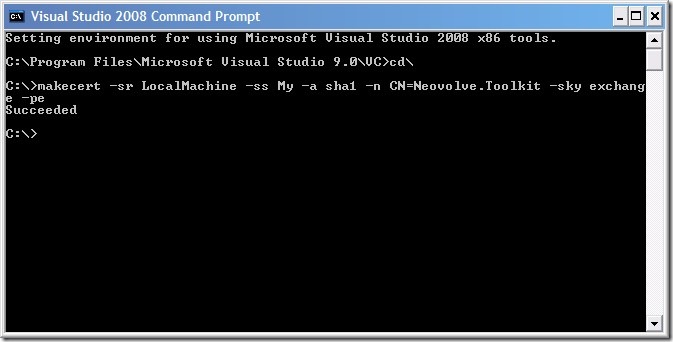 Visual Studio 2008 Command Prompt
Setting environment for using Microsoft Visual Studio 2008 x86 tools.
C:\Program Files\Microsoft Visual Studio 9.0\VC>cd\
C:\>makecert -sr LocalMachine -ss My -a sha1 -n CN=Neovolve.Toolkit -sky exchang
e -pe
Succeeded
C:\>